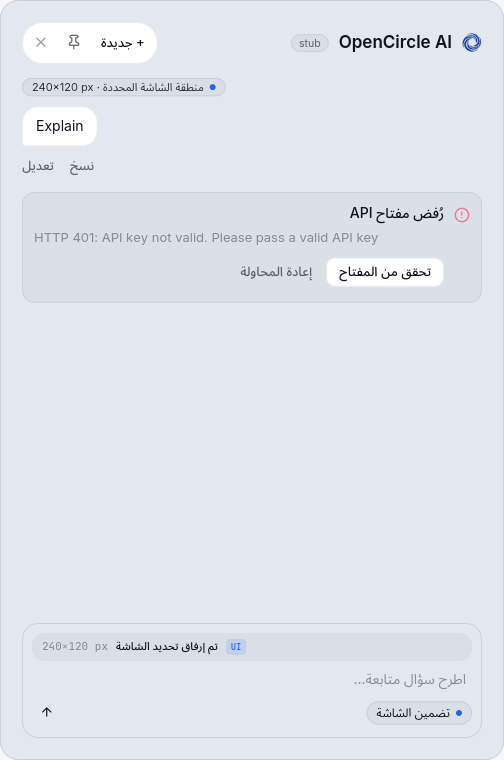 OpenCircle AI
stub
+ جديدة
منطقة الشاشة المحددة · 240×120 px
Explain
نسخ
تعديل
رُفض مفتاح API
HTTP 401: API key not valid. Please pass a valid API key
تحقق من المفتاح
إعادة المحاولة
UI تم إرفاق تحديد الشاشة 240×120 px
اطرح سؤال متابعة...
تضمين الشاشة